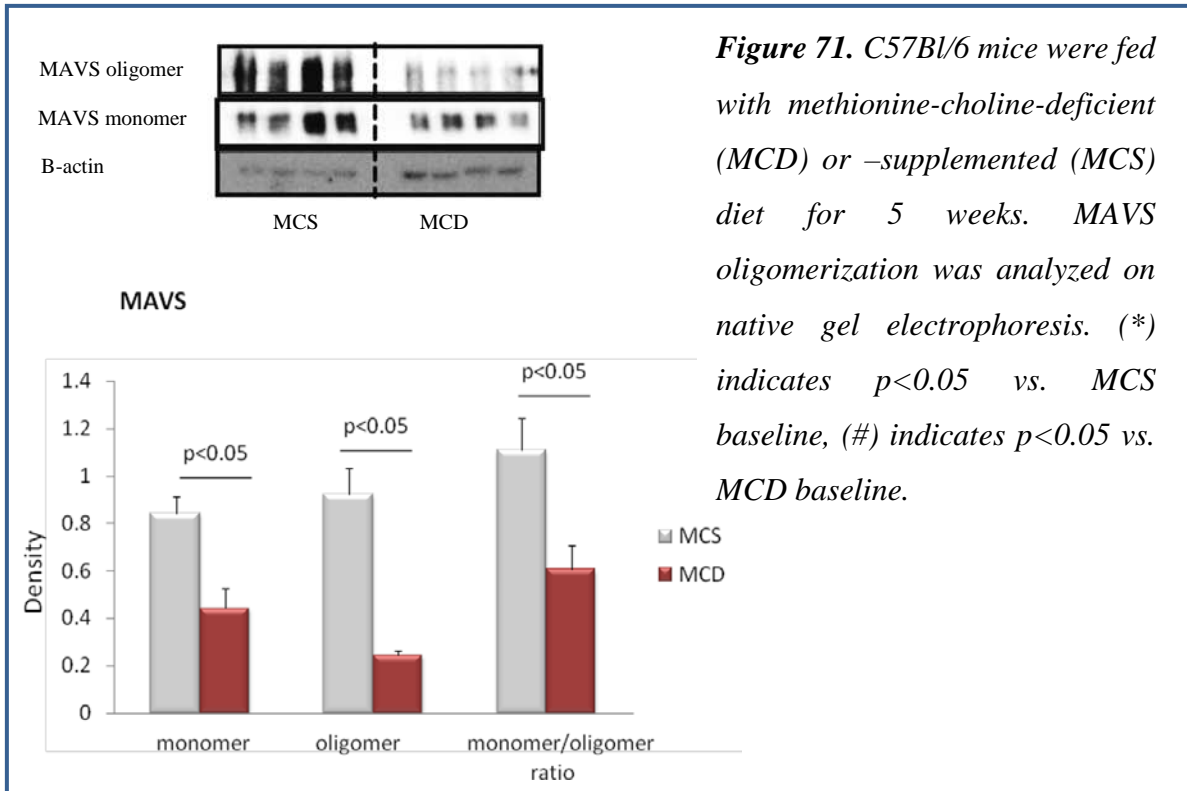 MAVS oligomer
MAVS monomer
B-actin
MCS MCD
Figure 71. C57Bl/6 mice were fed
with methionine-choline-deficient
(MCD) or –supplemented (MCS)
diet for 5 weeks. MAVS
oligomerization was analyzed on
native gel electrophoresis. (*)
indicates p<0.05 vs. MCS
baseline, (#) indicates p<0.05 vs.
MCD baseline.
MAVS
Density
1.4
1.2
1
0.8
0.6
0.4
0.2
0
p<0.05
p<0.05
p<0.05
monomer oligomer monomer/oligomer
ratio
MCS
MCD